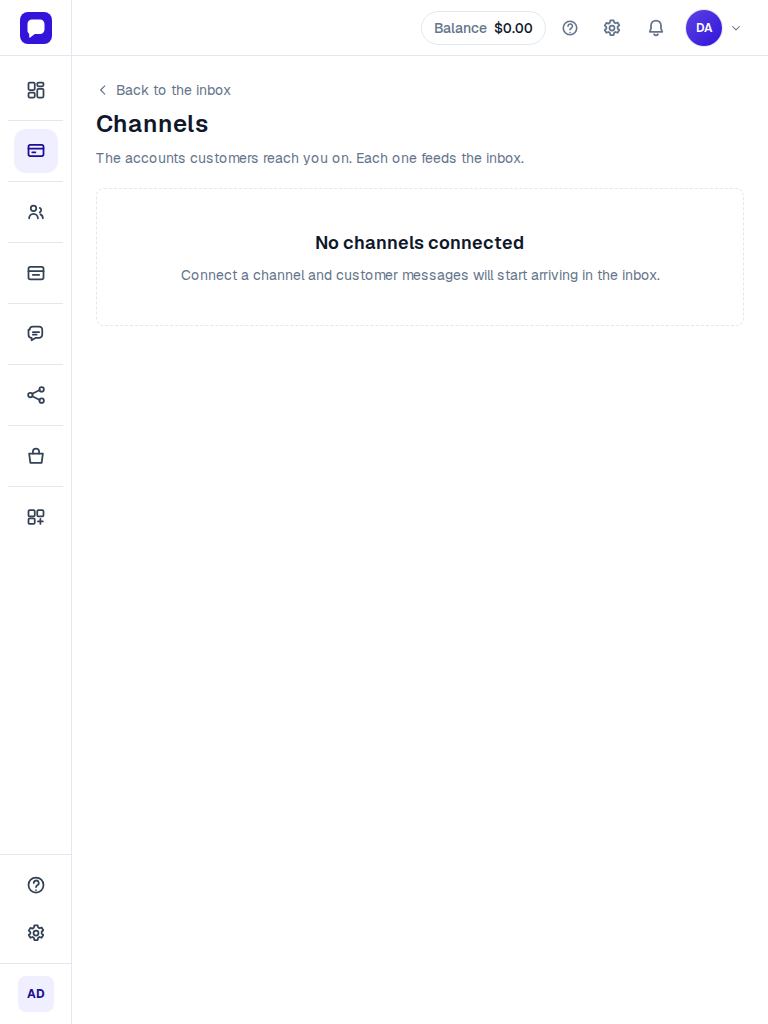 Balance $0.00
DA
Back to the inbox
Channels
The accounts customers reach you on. Each one feeds the inbox.
No channels connected
Connect a channel and customer messages will start arriving in the inbox.
AD